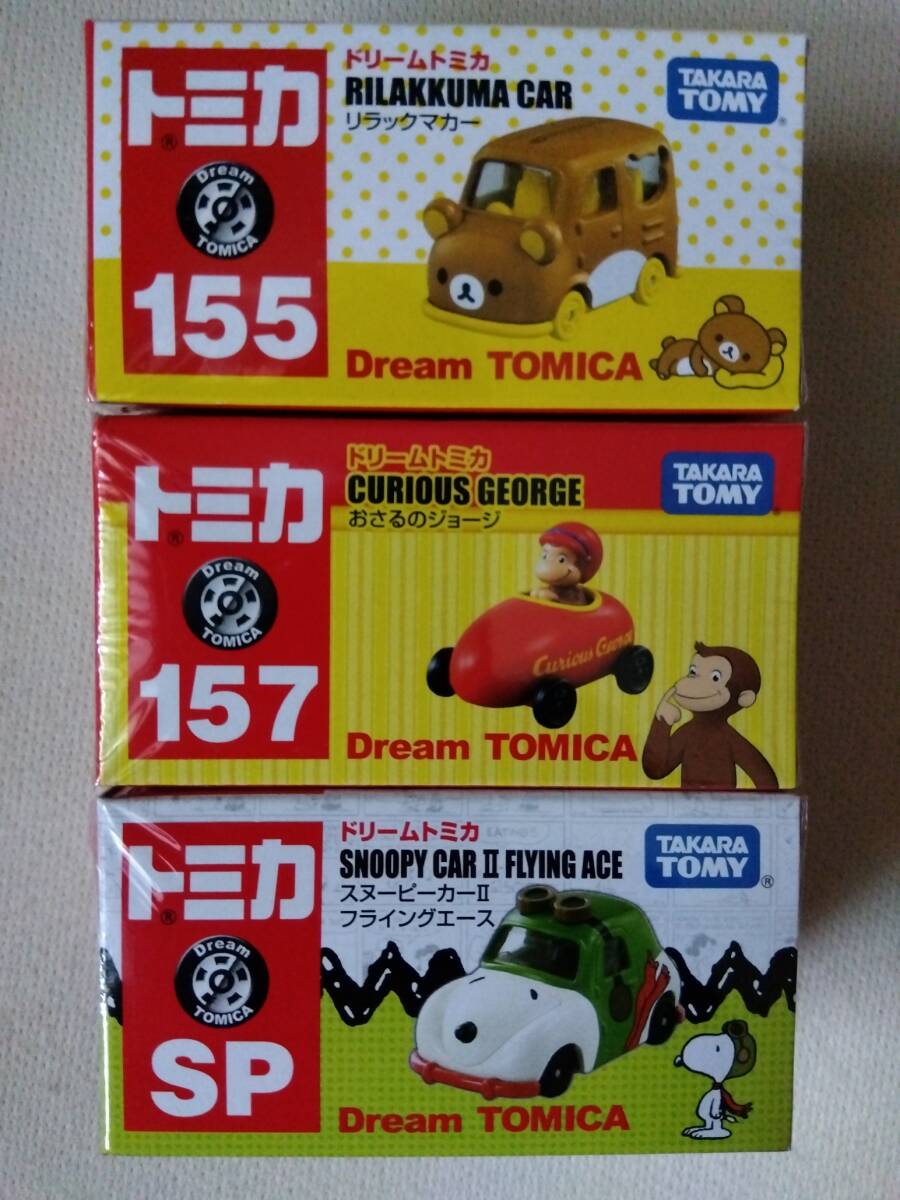 トミカ
®
Dream
TOMICA
155
ドリームトミカ
RILAKKUMA CAR
リラックマカー
TAKARA
TOMY
®
Dream TOMICA
トミカ
®
Dream
TOMICA
157
ドリームトミカ
CURIOUS GEORGE
おさるのジョージ
TAKARA
TOMY
®
Curious George
Dream TOMICA
トミカ
®
Dream
TOMICA
SP
ドリームトミカ
SNOOPY CAR II FLYING ACE
スヌーピーカーII
フライングエース
TAKARA
TOMY
®
Dream TOMICA